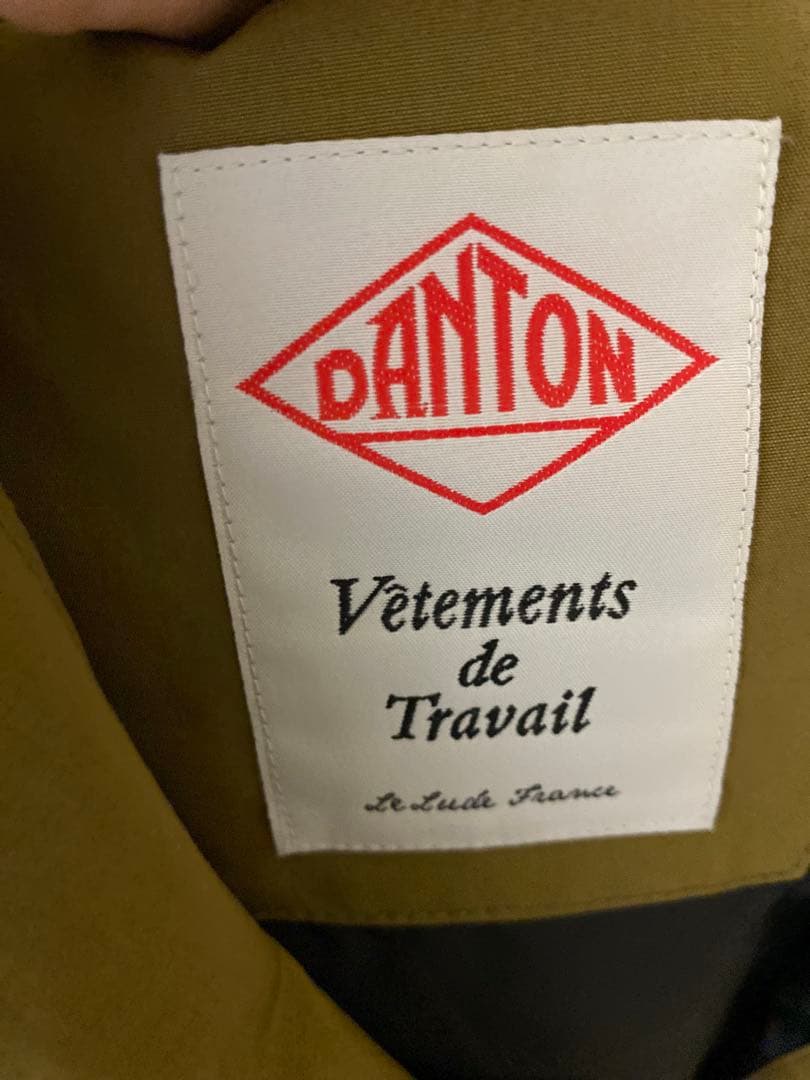 DANTON
Vêtements
de
Travail
Le Lude France